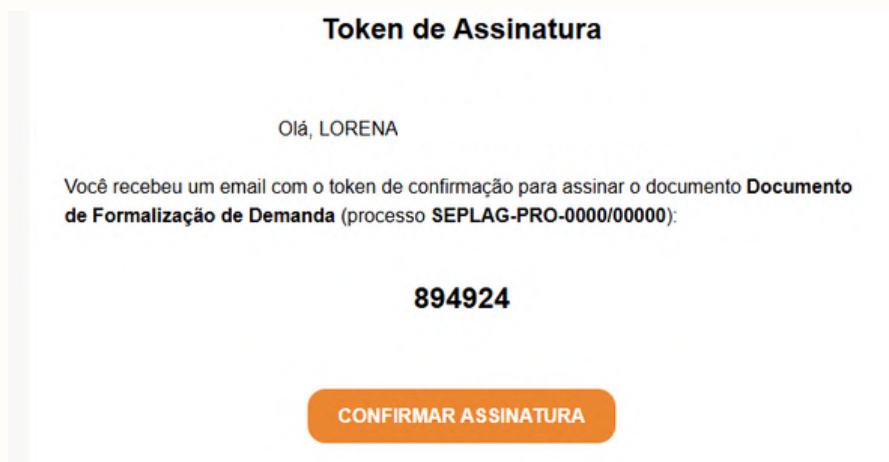 Token de Assinatura
Olá, LORENA
Você recebeu um email com o token de confirmação para assinar o documento Documento
de Formalização de Demanda (processo SEPLAG-PRO-0000/00000):
894924
CONFIRMAR ASSINATURA